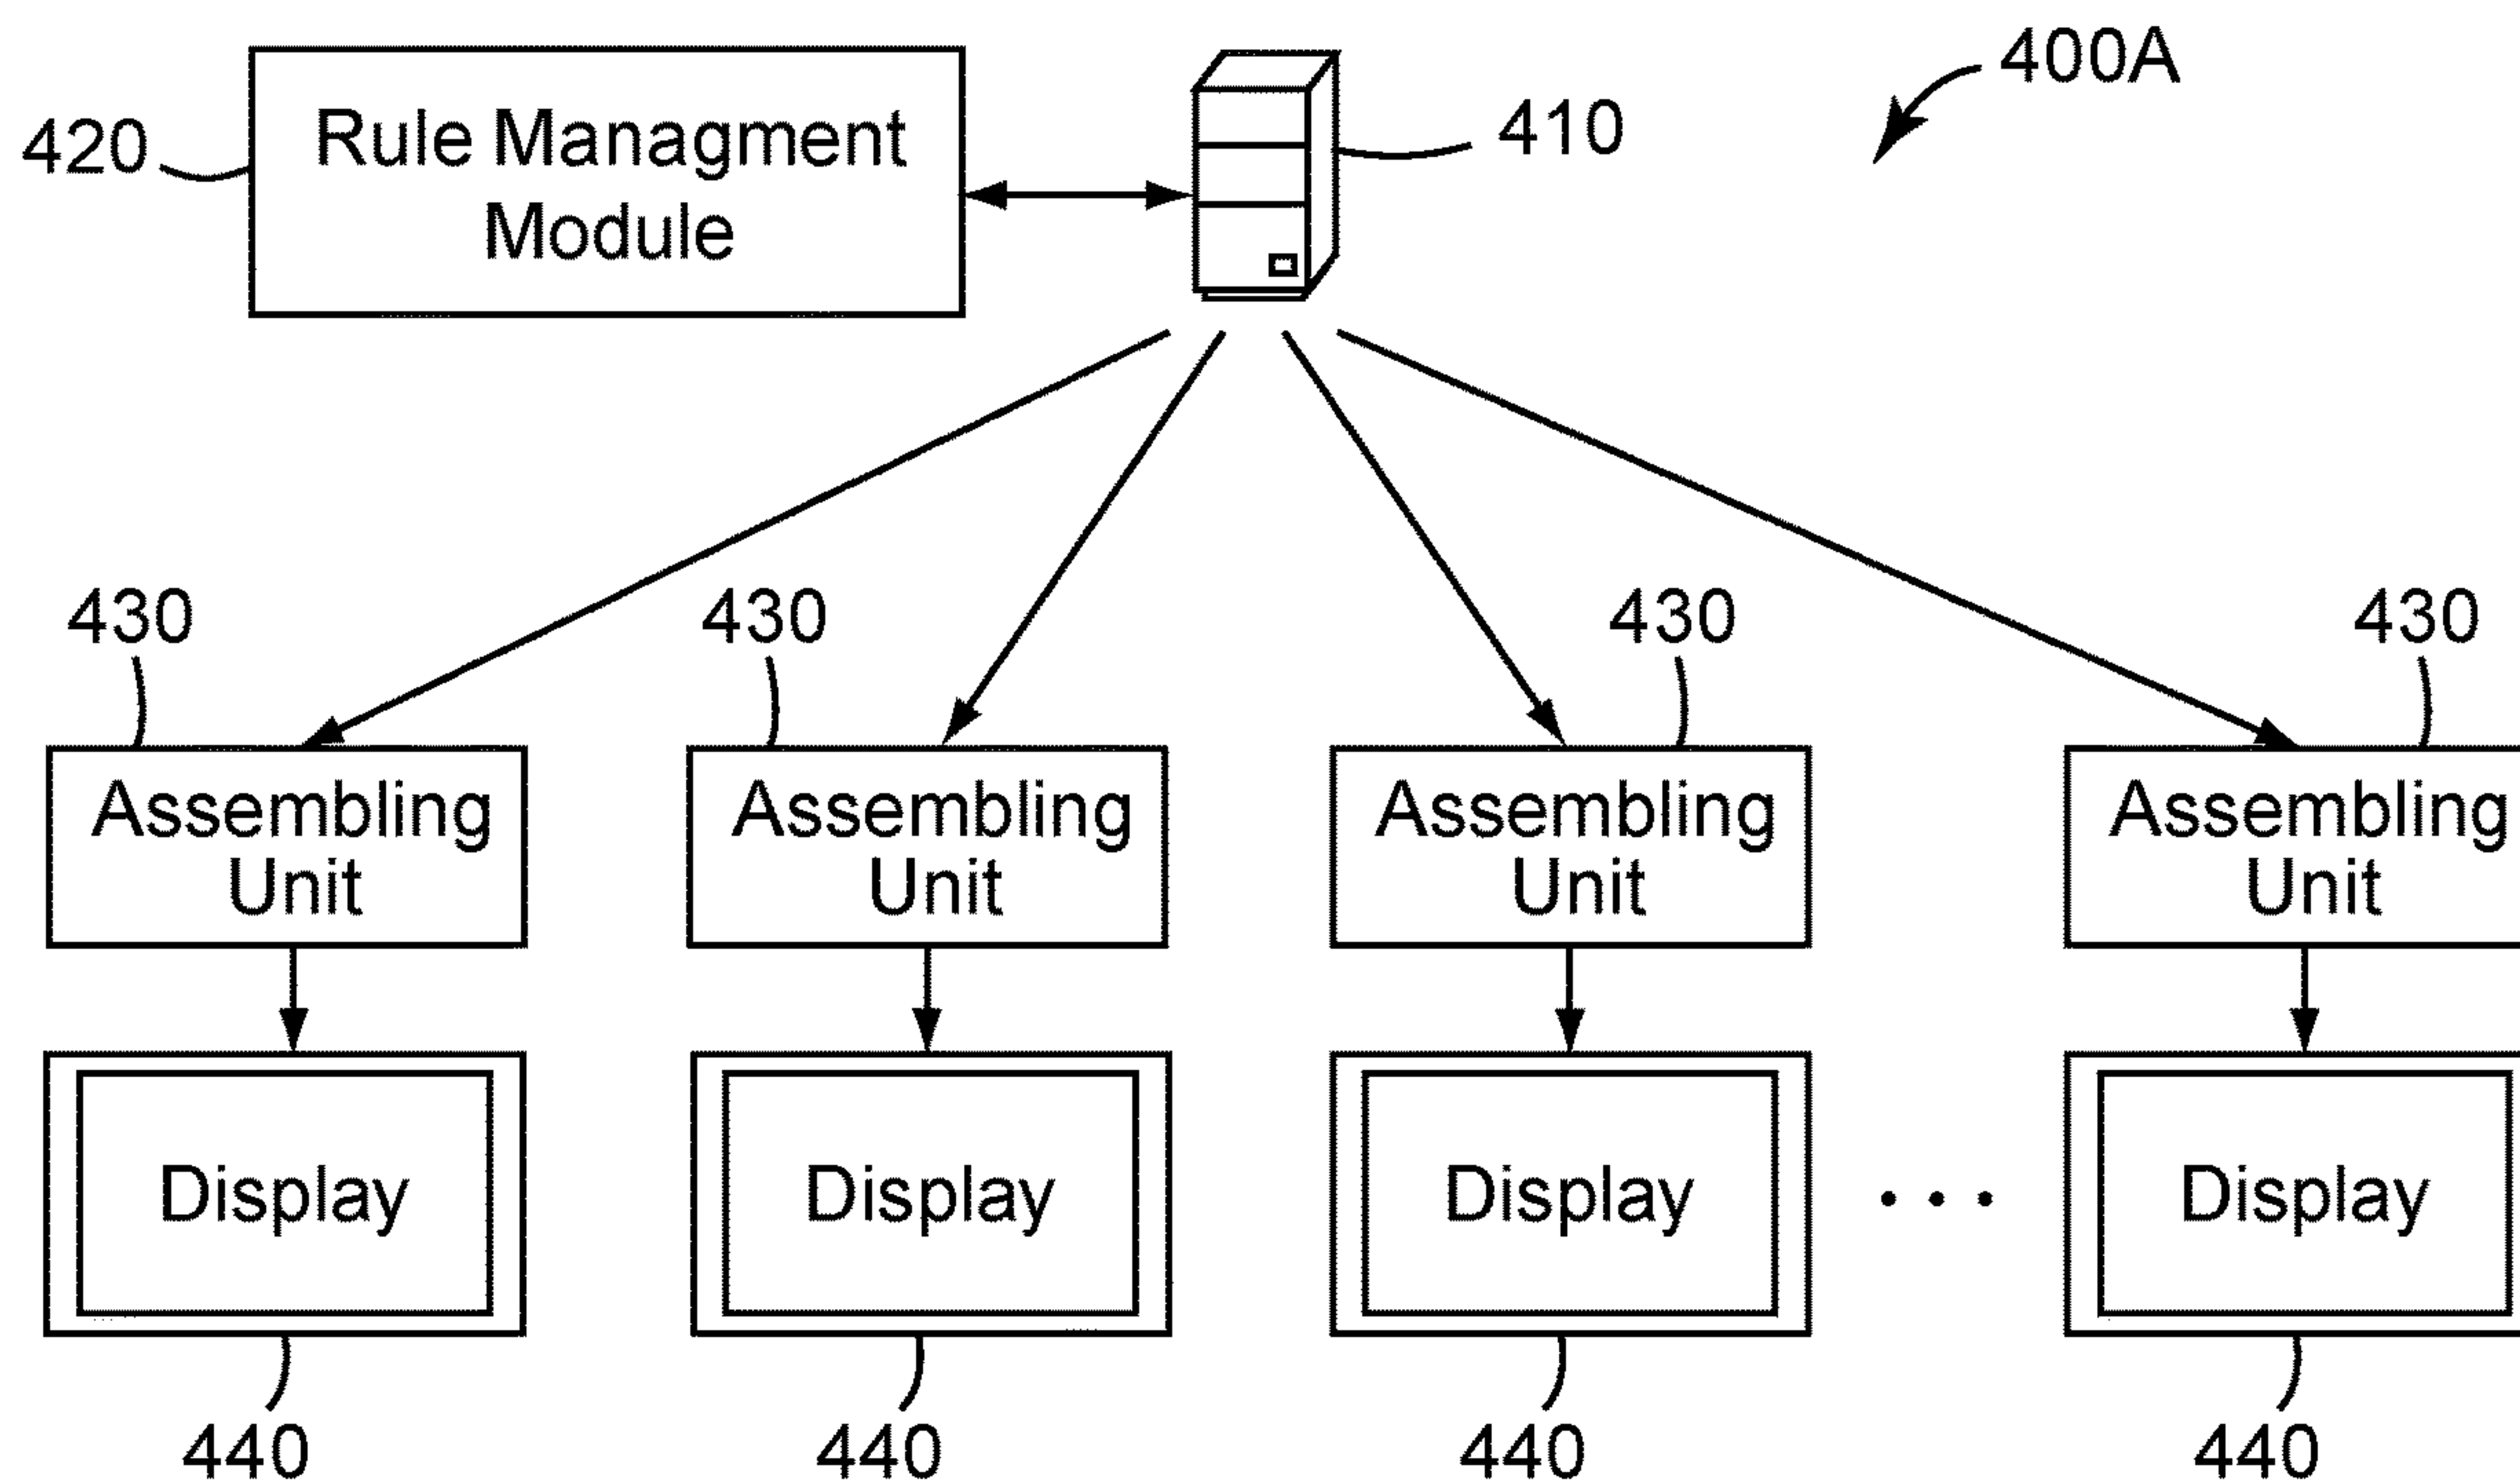 400A
420
Rule Managment
Module
410
430
430
430
430
Assembling
Unit
Assembling
Unit
Assembling
Unit
Assembling
Unit
Display
Display
Display
• • •
Display
440
440
440
440